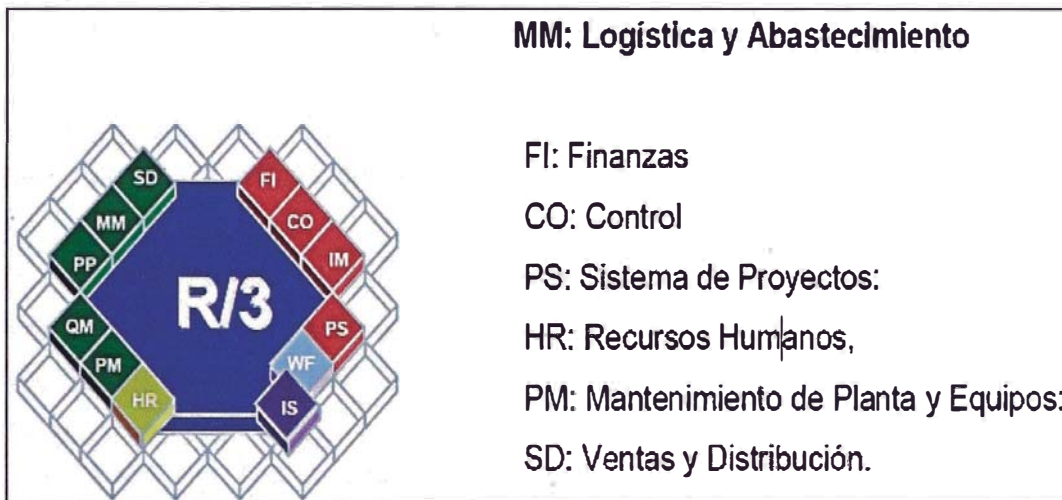 MM: Logística y Abastecimiento
FI: Finanzas
CO: Control
PS: Sistema de Proyectos:
HR: Recursos Humanos,
PM: Mantenimiento de Planta y Equipos:
SD: Ventas y Distribución.
SD
FI
MM
CO
PP
IM
R/3
QM
PS
PM
WF
HR
IS